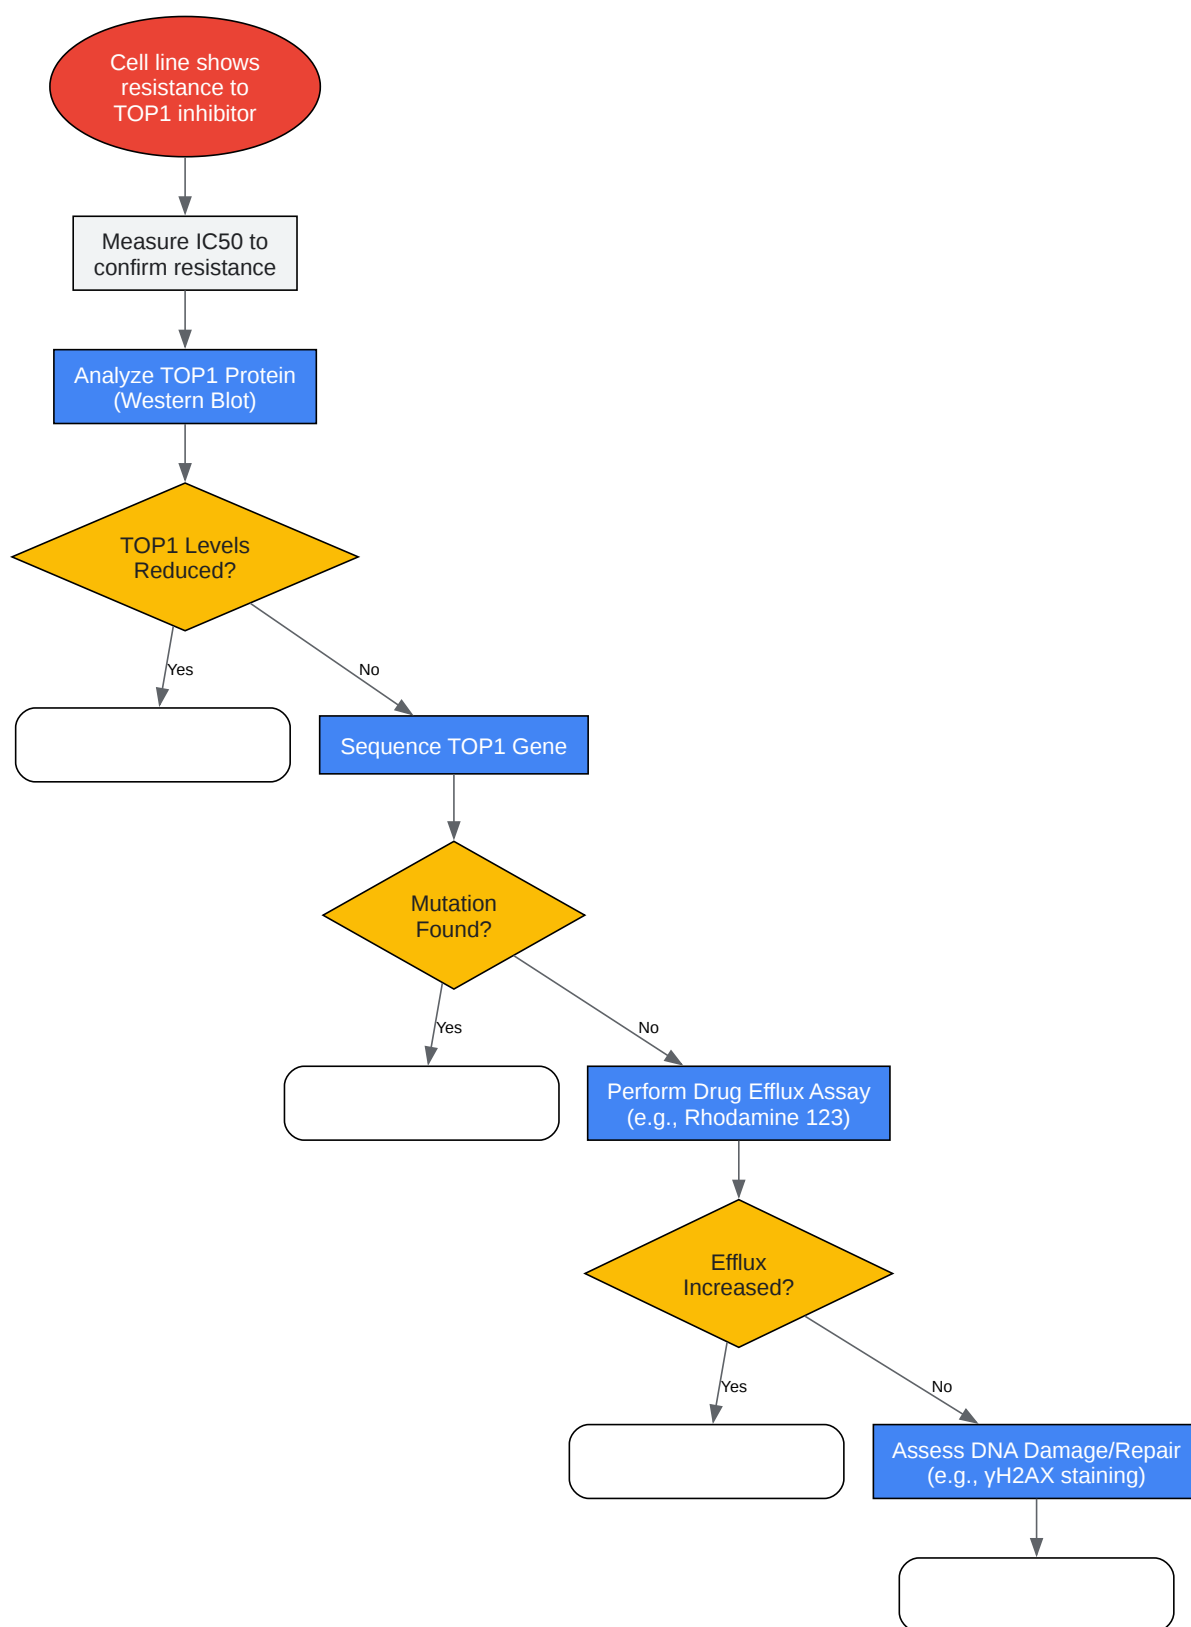 Cell line shows
resistance to
TOP1 inhibitor
Measure IC50 to
confirm resistance
Analyze TOP1 Protein
(Western Blot)
TOP1 Levels
Reduced?
Yes
No
Sequence TOP1 Gene
Mutation
Found?
Yes
No
Perform Drug Efflux Assay
(e.g., Rhodamine 123)
Efflux
Increased?
Yes
No
Assess DNA Damage/Repair
(e.g., γH2AX staining)